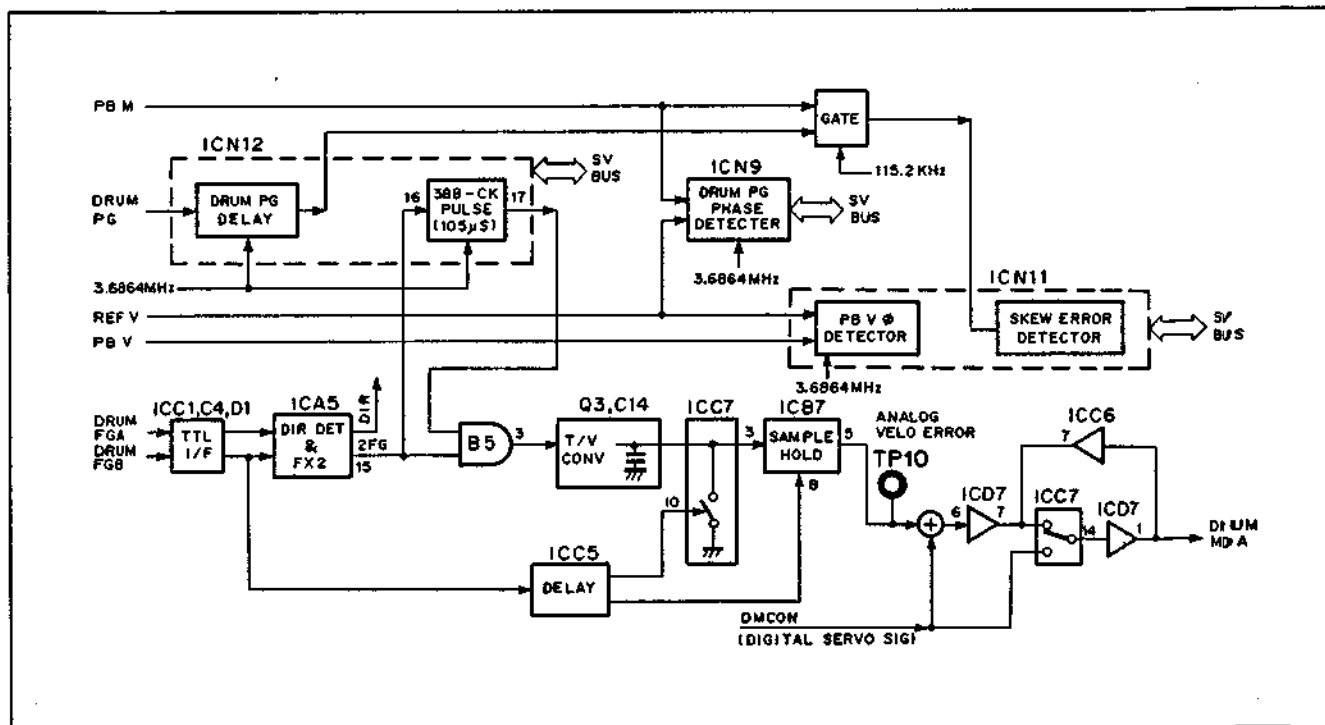 PB M
GATE
115.2 KHz
ICN12
SV
BUS
DRUM
PG
DRUM PG
DELAY
16
388-CK
PULSE
(105µS)
17
ICN9
DRUM PG
PHASE
DETECTER
SV
BUS
3.6864MHz
3.6864MHz
REF V
PB V
ICN11
PB V Ø
DETECTOR
SKEW ERROR
DETECTOR
SV
BUS
3.6864MHz
ICC1,C4,D1
DRUM
FGA
DRUM
FGB
TTL
I/F
ICA5
DIR DET
&
FX2
DIR
2FG
15
B5
3
Q3,C14
T/V
CONV
ICC7
10
3
ICB7
SAMPLE
HOLD
5
8
ANALOG
VELO ERROR
TP10
ICC6
7
6
ICD7
7
ICC7
14
ICD7
1
DRUM
MD A
ICC5
DELAY
DMCON
(DIGITAL SERVO SIG)